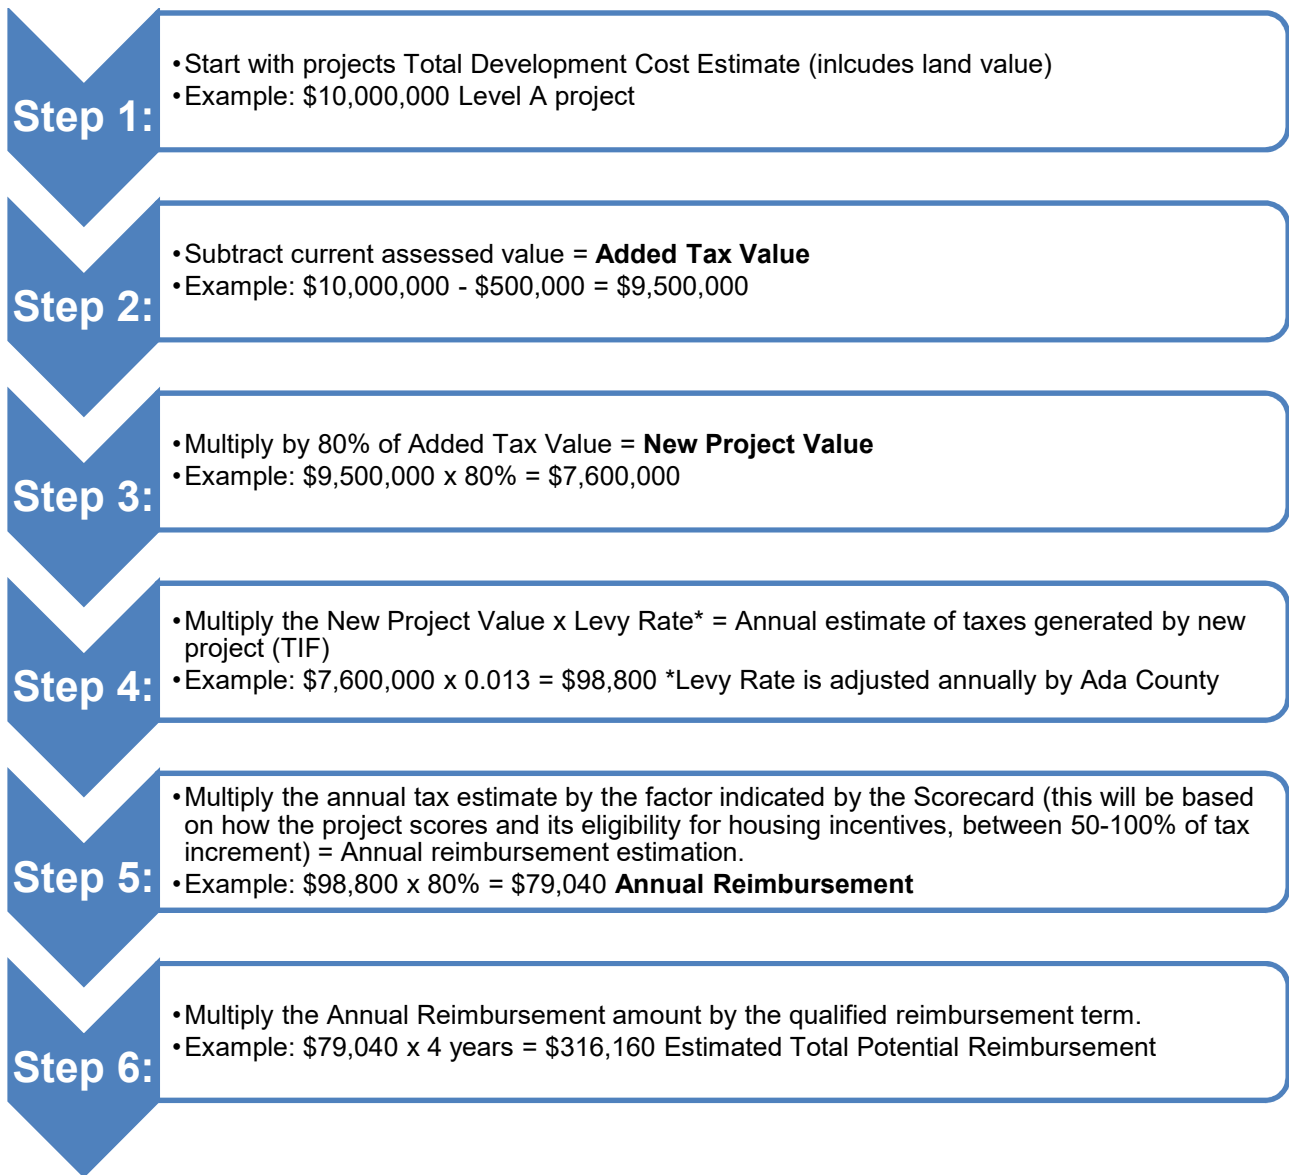 Step 1:
•Start with projects Total Development Cost Estimate (inlcudes land value)
•Example: $10,000,000 Level A project
Step 2:
•Subtract current assessed value = Added Tax Value
•Example: $10,000,000 - $500,000 = $9,500,000
Step 3:
•Multiply by 80% of Added Tax Value = New Project Value
•Example: $9,500,000 x 80% = $7,600,000
Step 4:
•Multiply the New Project Value x Levy Rate* = Annual estimate of taxes generated by new
project (TIF)
•Example: $7,600,000 x 0.013 = $98,800 *Levy Rate is adjusted annually by Ada County
Step 5:
•Multiply the annual tax estimate by the factor indicated by the Scorecard (this will be based
on how the project scores and its eligibility for housing incentives, between 50-100% of tax
increment) = Annual reimbursement estimation.
•Example: $98,800 x 80% = $79,040 Annual Reimbursement
Step 6:
•Multiply the Annual Reimbursement amount by the qualified reimbursement term.
•Example: $79,040 x 4 years = $316,160 Estimated Total Potential Reimbursement